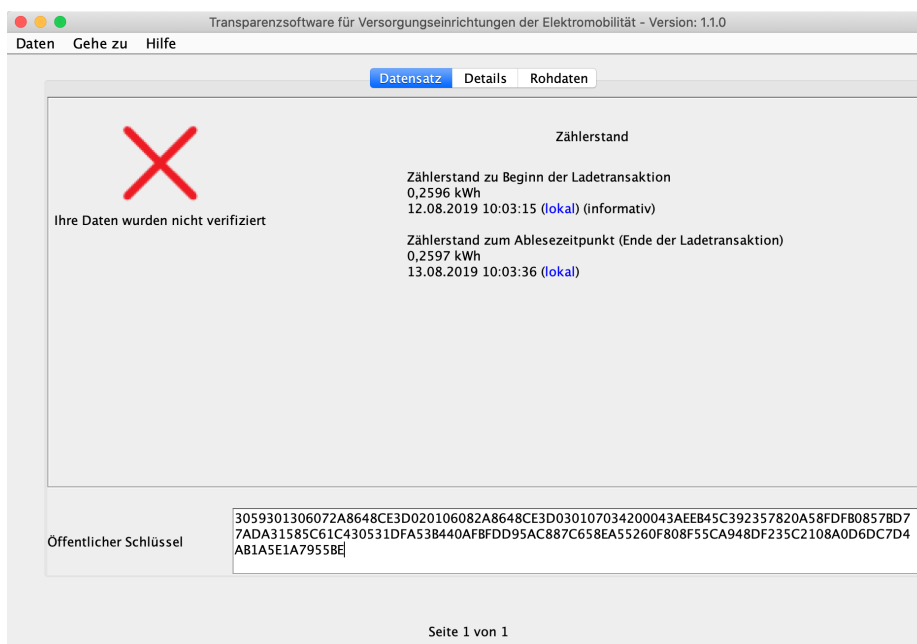 Transparenzsoftware für Versorgungseinrichtungen der Elektromobilität - Version: 1.1.0
Daten Gehe zu Hilfe
Datensatz Details Rohdaten
Ihre Daten wurden nicht verifiziert
Zählerstand
Zählerstand zu Beginn der Ladetransaktion
0,2596 kWh
12.08.2019 10:03:15 (lokal) (informativ)
Zählerstand zum Ablesezeitpunkt (Ende der Ladetransaktion)
0,2597 kWh
13.08.2019 10:03:36 (lokal)
Öffentlicher Schlüssel
3059301306072A8648CE3D020106082A8648CE3D030107034200043AEEB45C392357820A58FDFB0857BD7
7ADA31585C61C430531DFA53B440AFBFDD95AC887C658EA55260F808F55CA948DF235C2108A0D6DC7D4
AB1A5E1A7955BE
Seite 1 von 1